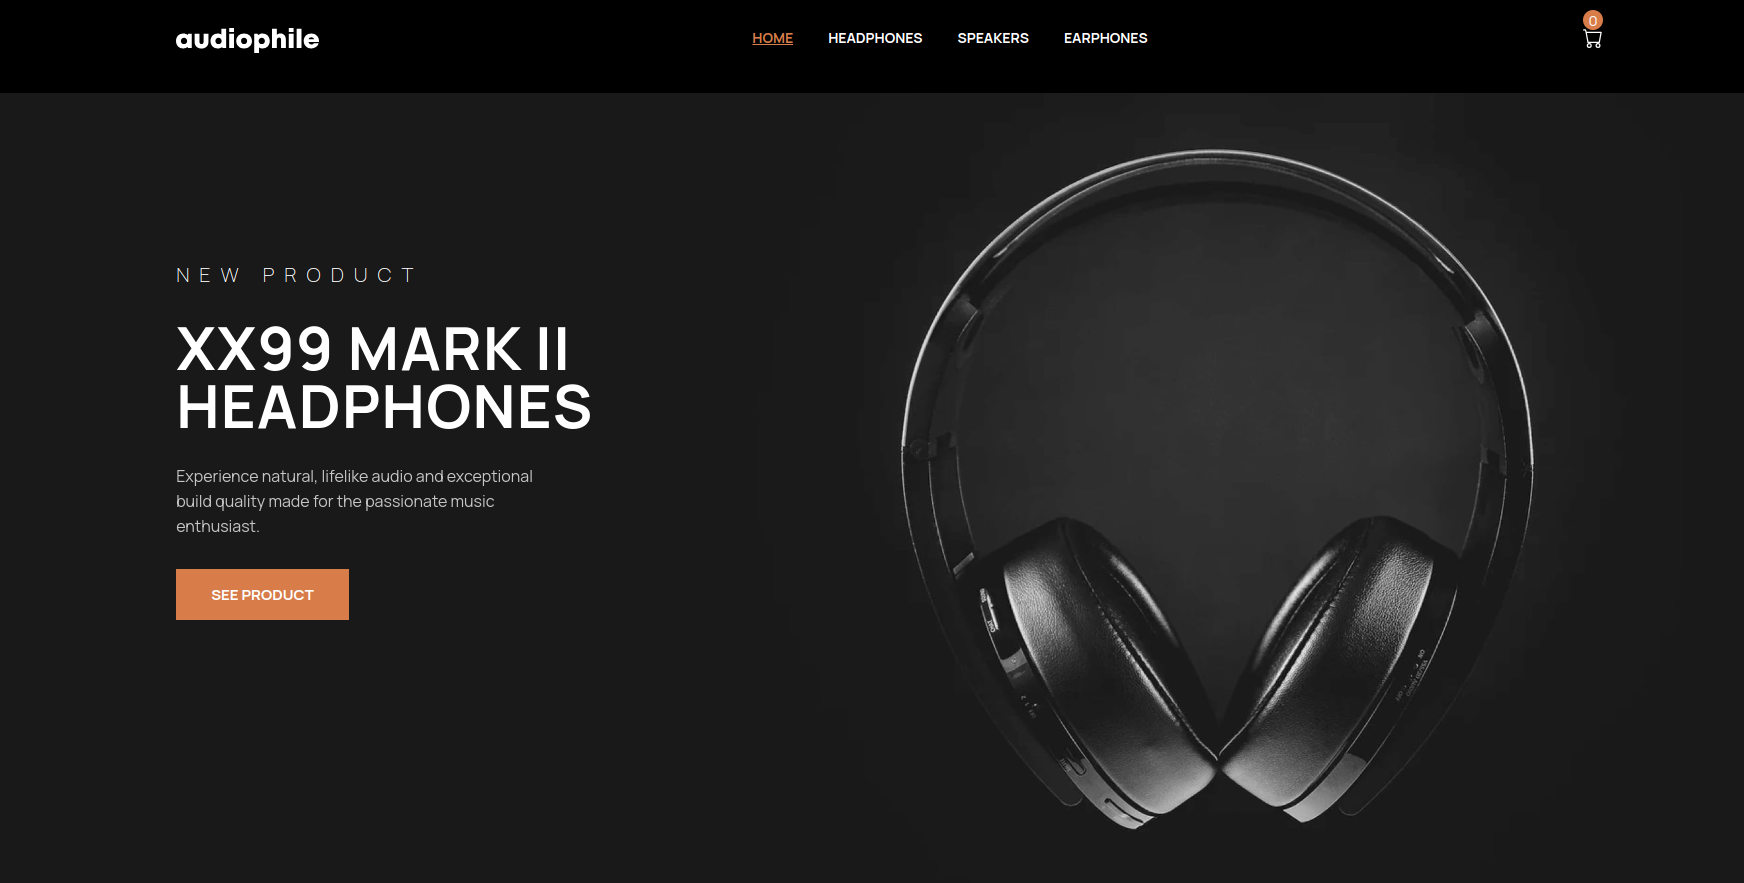 audiophile
HOME HEADPHONES SPEAKERS EARPHONES
0
NEW PRODUCT
XX99 MARK II
HEADPHONES
Experience natural, lifelike audio and exceptional
build quality made for the passionate music
enthusiast.
SEE PRODUCT